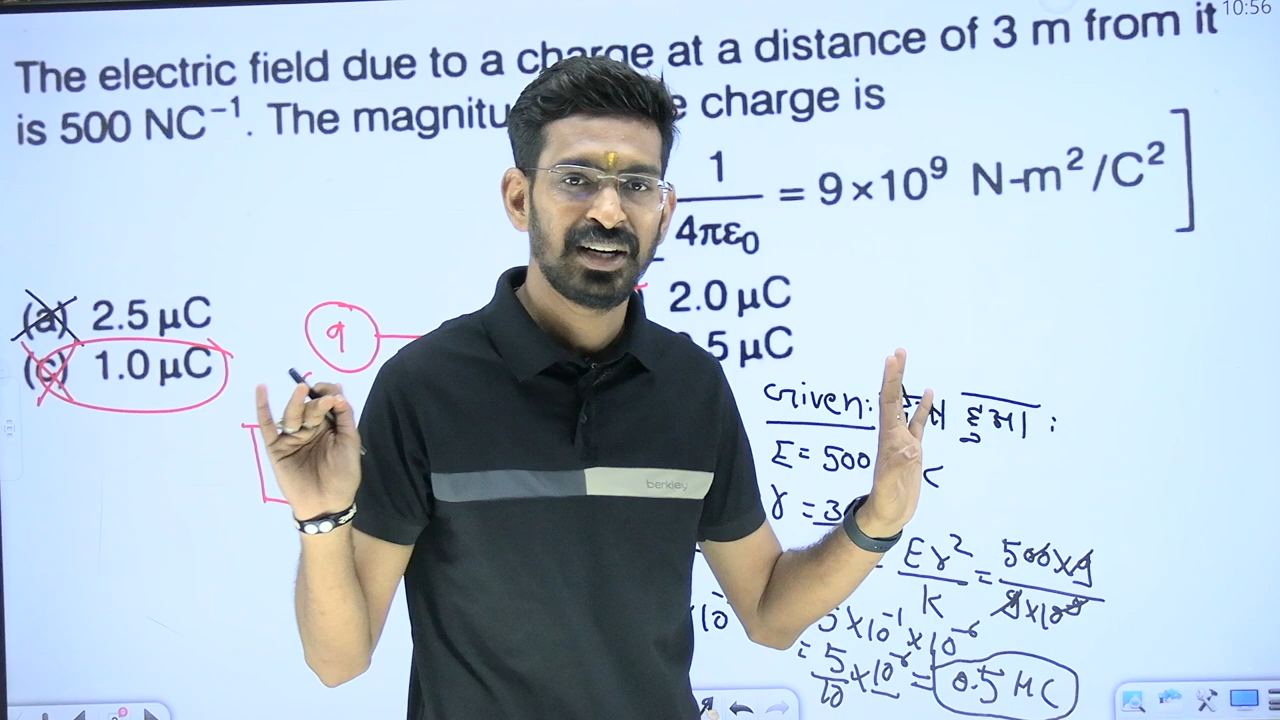 10:56
The electric field due to a charge at a distance of 3 m from it
is 500 NC⁻¹. The magnitu e charge is
1
4πε₀ = 9×10⁹ N-m²/C² ]
(a) 2.5 μC
2.0 μC
(c) 1.0 μC
.5 μC
q
Given: हुआ :
E = 500 C
r = 3
Er²/K = 500×9/9×10⁹
×10⁻
5×10⁻¹×10⁻⁶
= 5/10 × 10⁻⁶ = 0.5 μC
berkley